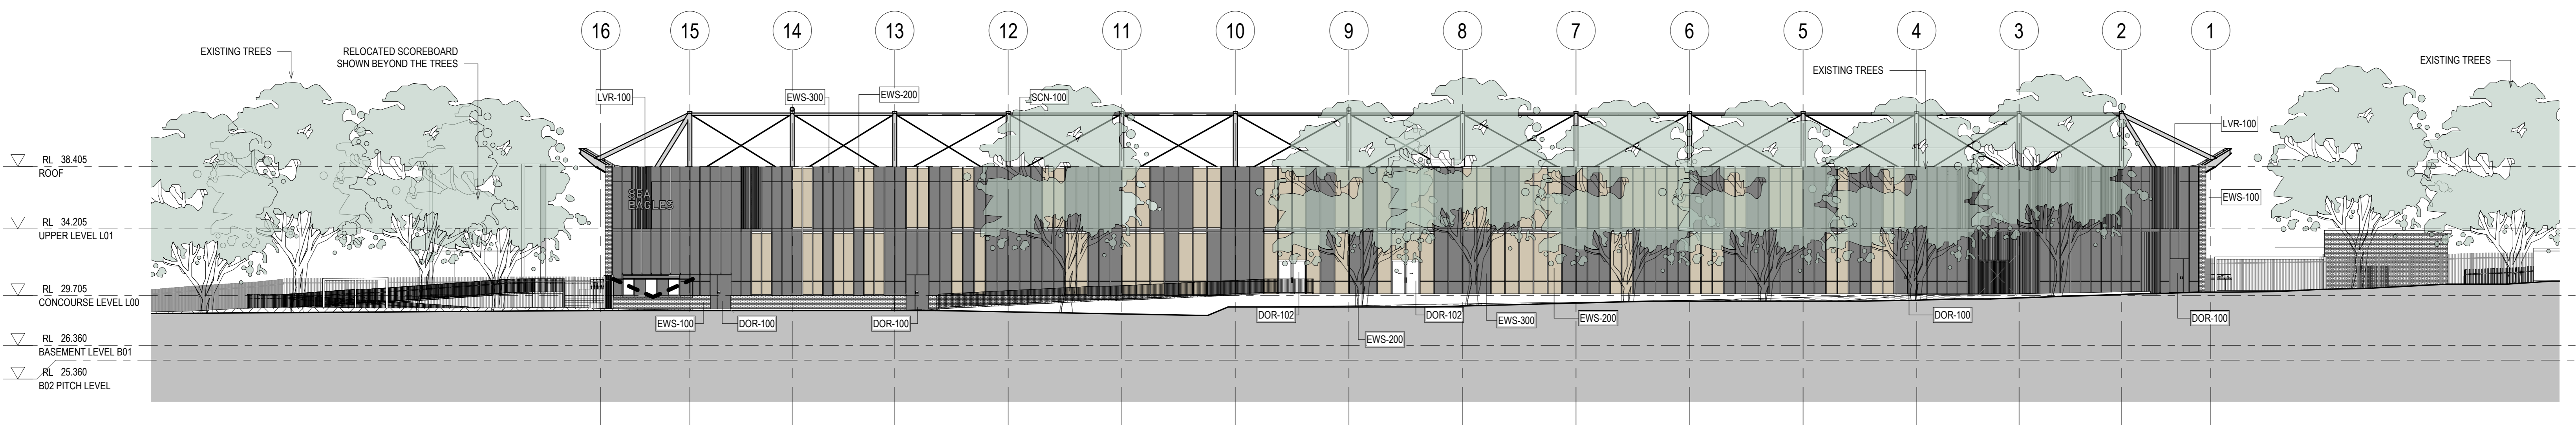 16 15 14 13 12 11 10 9 8 7 6 5 4 3 2 1
EXISTING TREES
RELOCATED SCOREBOARD
SHOWN BEYOND THE TREES
EXISTING TREES
EXISTING TREES
LVR-100
EWS-300
EWS-200
SCN-100
LVR-100
RL 38.405
ROOF
SEA
EAGLES
EWS-100
RL 34.205
UPPER LEVEL L01
RL 29.705
CONCOURSE LEVEL L00
EWS-100
DOR-100
DOR-100
DOR-102
DOR-102
EWS-300
EWS-200
DOR-100
DOR-100
EWS-200
RL 26.360
BASEMENT LEVEL B01
RL 25.360
B02 PITCH LEVEL